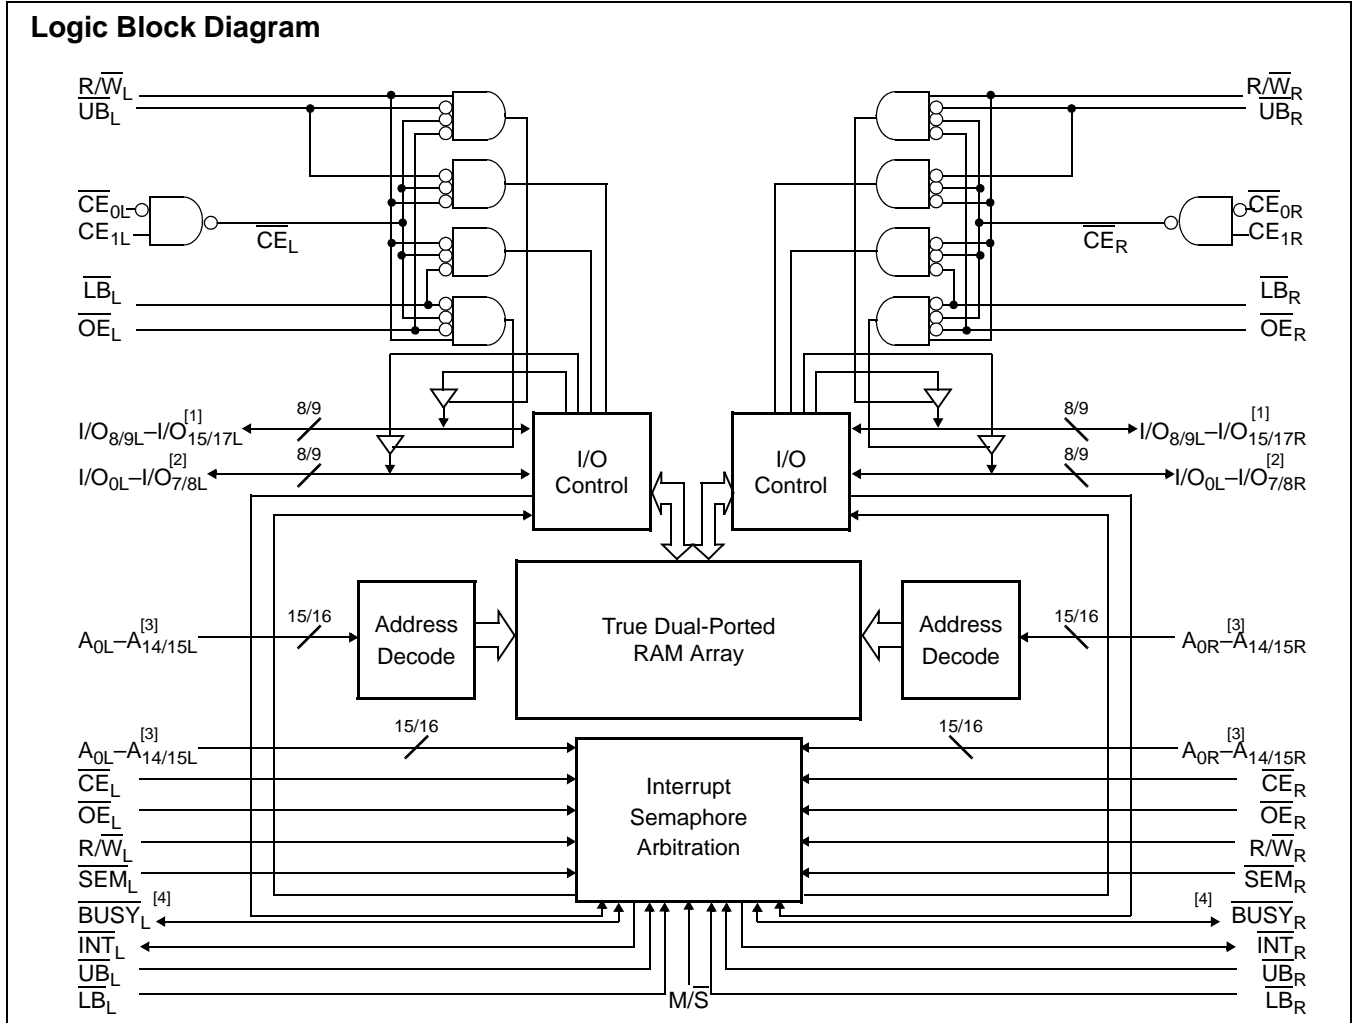 Logic Block Diagram
R/W̅L
R/W̅R
U̅B̅L
U̅B̅R
C̅E̅0L
C̅E̅0R
CE1L
CE1R
C̅E̅L
C̅E̅R
L̅B̅L
L̅B̅R
O̅E̅L
O̅E̅R
8/9
8/9
I/O8/9L–I/O15/17L[1]
I/O8/9L–I/O15/17R[1]
8/9
8/9
I/O0L–I/O7/8L[2]
I/O0L–I/O7/8R[2]
I/O
Control
I/O
Control
15/16
15/16
A0L–A14/15L[3]
Address
Decode
True Dual-Ported
RAM Array
Address
Decode
A0R–A14/15R[3]
15/16
15/16
A0L–A14/15L[3]
A0R–A14/15R[3]
C̅E̅L
C̅E̅R
Interrupt
Semaphore
Arbitration
O̅E̅L
O̅E̅R
R/W̅L
R/W̅R
S̅E̅M̅L
S̅E̅M̅R
B̅U̅S̅Y̅L [4]
[4] B̅U̅S̅Y̅R
I̅N̅T̅L
I̅N̅T̅R
U̅B̅L
U̅B̅R
L̅B̅L
M/S̅
L̅B̅R